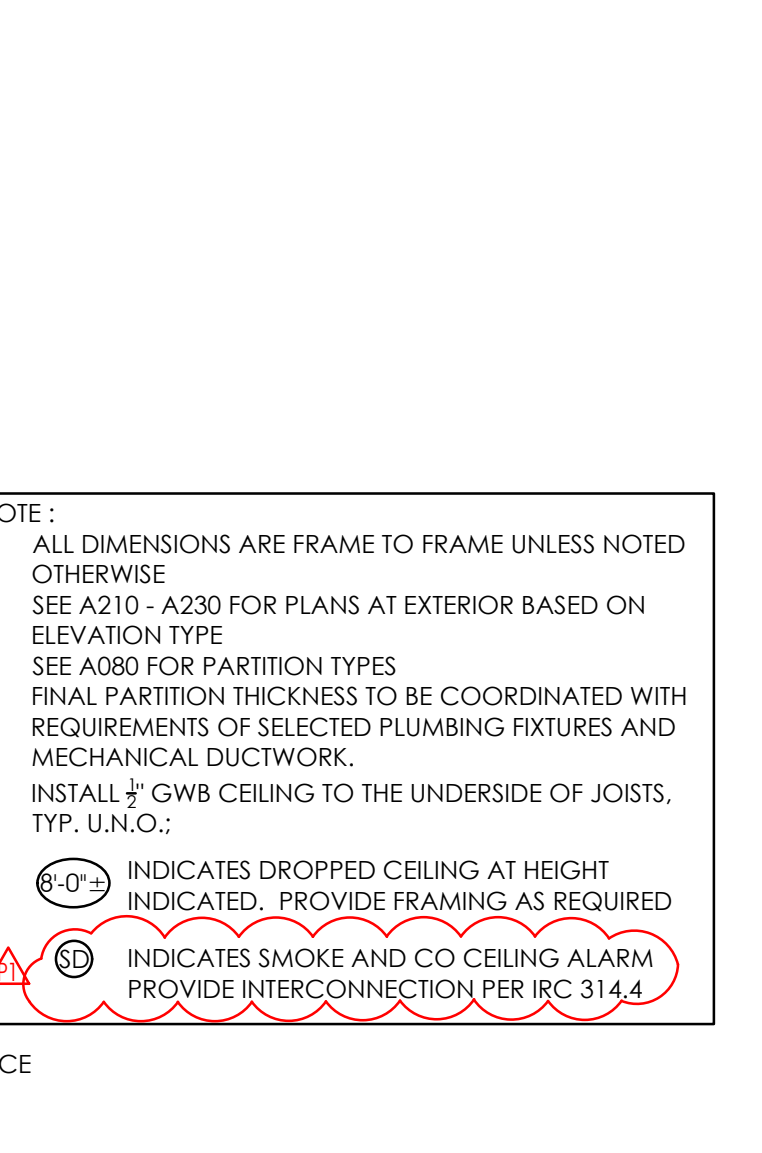 OTE :
ALL DIMENSIONS ARE FRAME TO FRAME UNLESS NOTED
OTHERWISE
SEE A210 - A230 FOR PLANS AT EXTERIOR BASED ON
ELEVATION TYPE
SEE A080 FOR PARTITION TYPES
FINAL PARTITION THICKNESS TO BE COORDINATED WITH
REQUIREMENTS OF SELECTED PLUMBING FIXTURES AND
MECHANICAL DUCTWORK.
INSTALL ½" GWB CEILING TO THE UNDERSIDE OF JOISTS,
TYP. U.N.O.;
8'-0"± INDICATES DROPPED CEILING AT HEIGHT
INDICATED. PROVIDE FRAMING AS REQUIRED
P1 SD INDICATES SMOKE AND CO CEILING ALARM
PROVIDE INTERCONNECTION PER IRC 314.4
CE